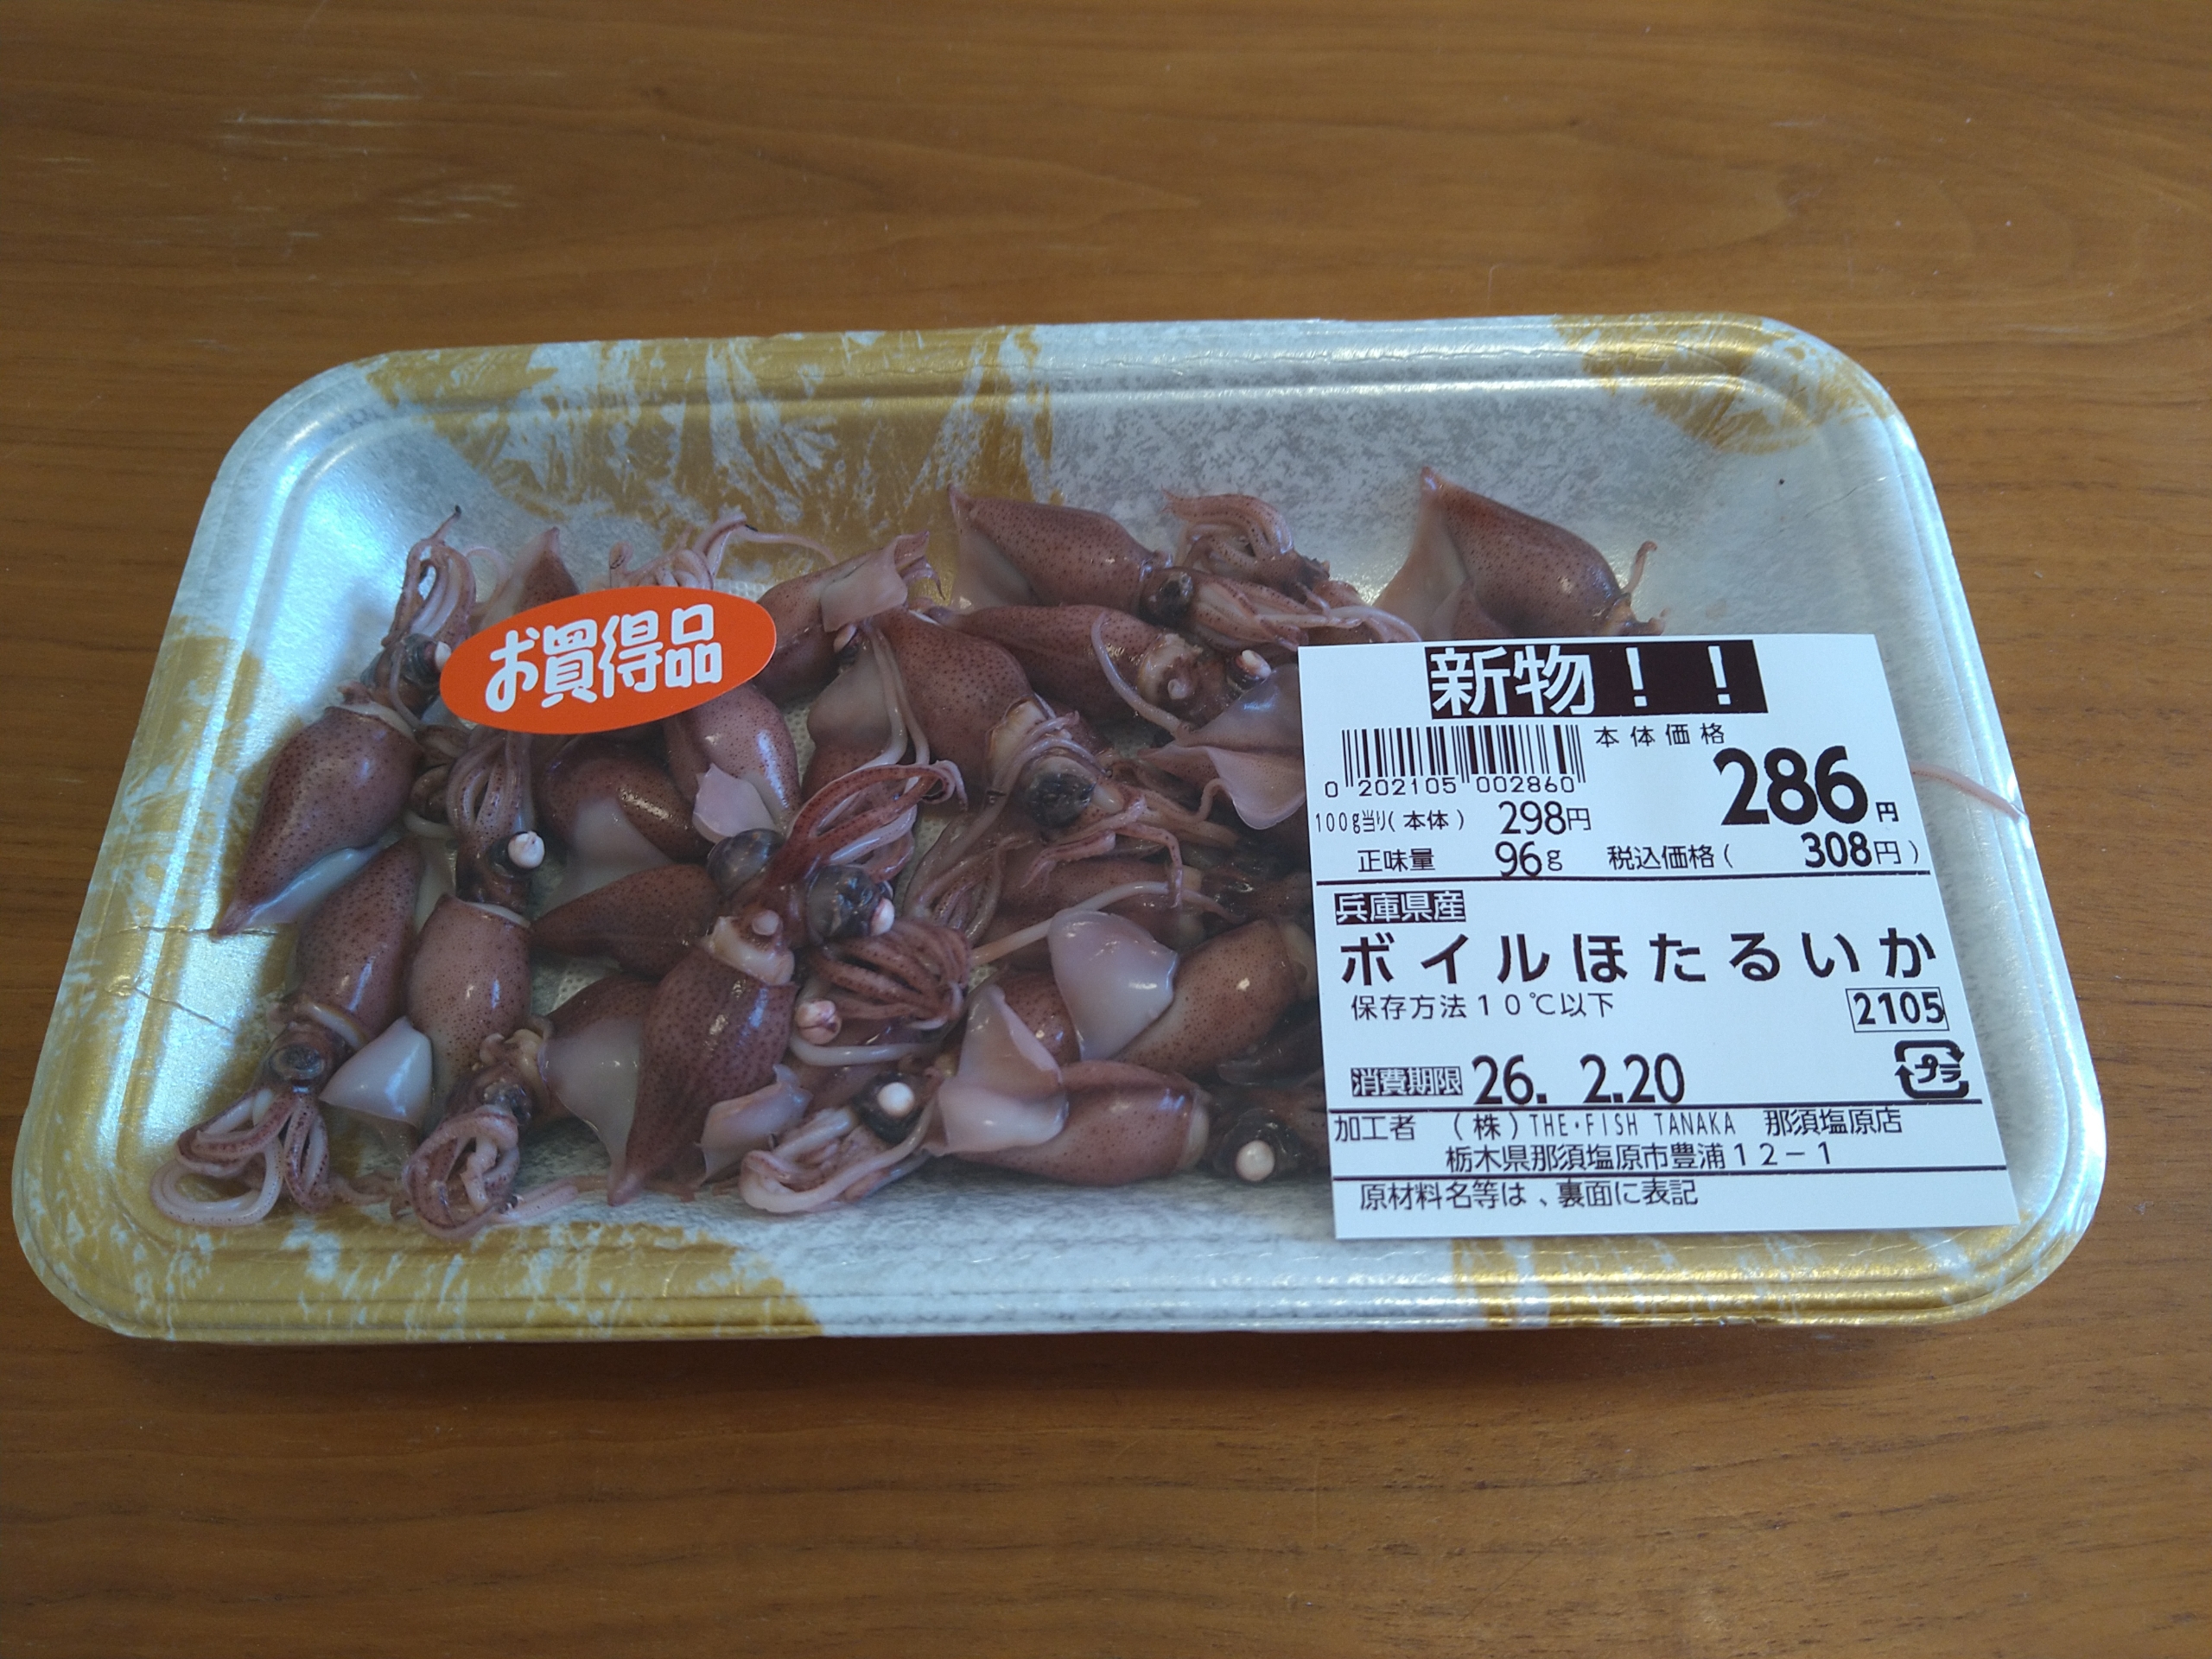 お買得品
新物！！
本体価格
286円
0 202105 002860
100g当り(本体) 298円
正味量 96g 税込価格( 308円)
兵庫県産
ボイルほたるいか
保存方法１０℃以下
2105
消費期限 26. 2.20
プラ
加工者 （株）THE・FISH TANAKA 那須塩原店
栃木県那須塩原市豊浦１２－１
原材料名等は、裏面に表記